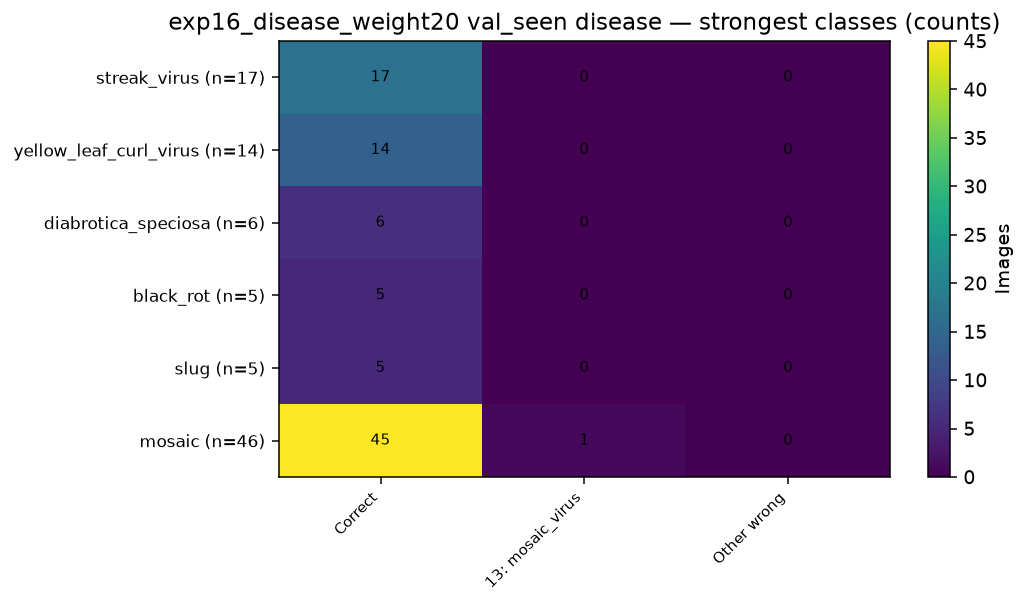 exp16_disease_weight20 val_seen disease — strongest classes (counts)
streak_virus (n=17) 17 0 0
yellow_leaf_curl_virus (n=14) 14 0 0
diabrotica_speciosa (n=6) 6 0 0
black_rot (n=5) 5 0 0
slug (n=5) 5 0 0
mosaic (n=46) 45 1 0
Correct
13: mosaic_virus
Other wrong
45
40
35
30
25
20
15
10
5
0
Images